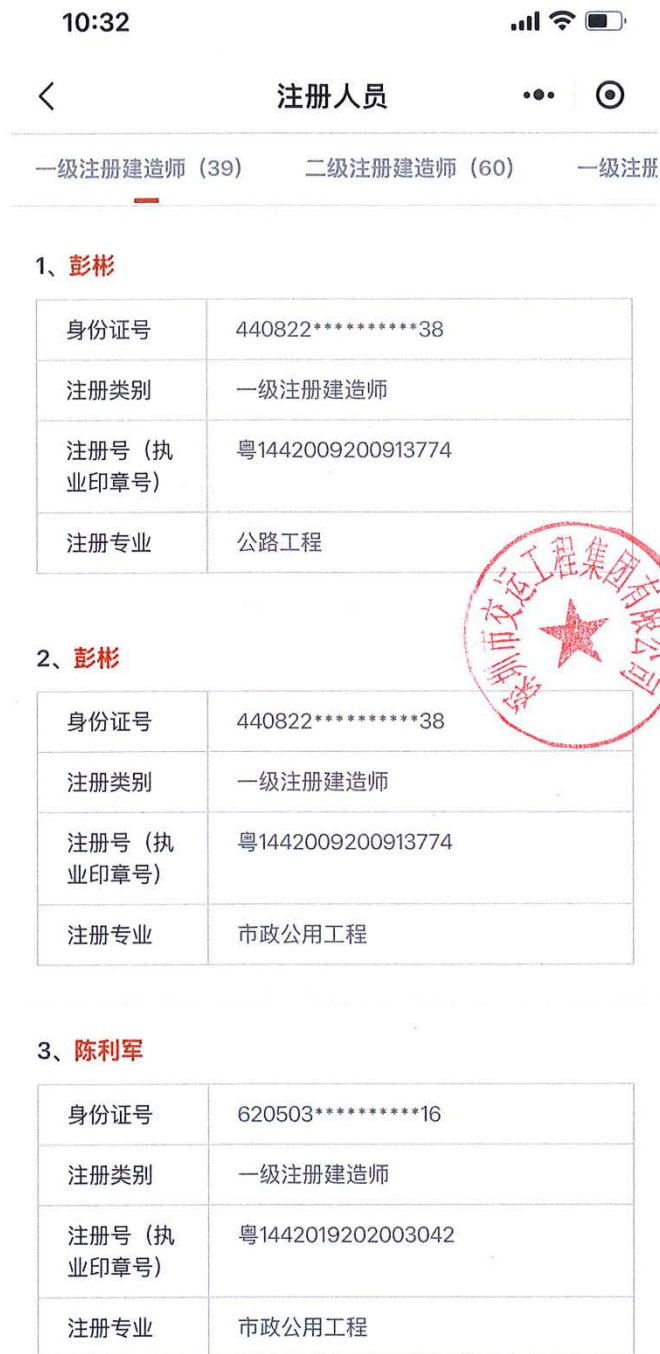 10:32
注册人员
一级注册建造师（39） 二级注册建造师（60） 一级注册
1、彭彬
身份证号 440822**********38
注册类别 一级注册建造师
注册号（执业印章号） 粤1442009200913774
注册专业 公路工程
深圳市交运工程集团有限公司
2、彭彬
身份证号 440822**********38
注册类别 一级注册建造师
注册号（执业印章号） 粤1442009200913774
注册专业 市政公用工程
3、陈利军
身份证号 620503**********16
注册类别 一级注册建造师
注册号（执业印章号） 粤1442019202003042
注册专业 市政公用工程